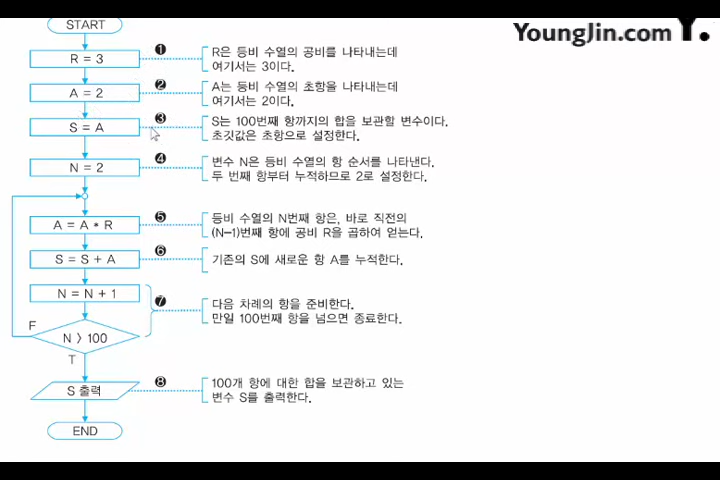 START
YoungJin.com Y.
R = 3
❶
R은 등비 수열의 공비를 나타내는데
여기서는 3이다.
A = 2
❷
A는 등비 수열의 초항을 나타내는데
여기서는 2이다.
S = A
❸
S는 100번째 항까지의 합을 보관할 변수이다.
초깃값은 초항으로 설정한다.
N = 2
❹
변수 N은 등비 수열의 항 순서를 나타낸다.
두 번째 항부터 누적하므로 2로 설정한다.
A = A * R
❺
등비 수열의 N번째 항은, 바로 직전의
(N-1)번째 항에 공비 R을 곱하여 얻는다.
S = S + A
❻
기존의 S에 새로운 항 A를 누적한다.
N = N + 1
❼
다음 차례의 항을 준비한다.
만일 100번째 항을 넘으면 종료한다.
F
N > 100
T
S 출력
❽
100개 항에 대한 합을 보관하고 있는
변수 S를 출력한다.
END